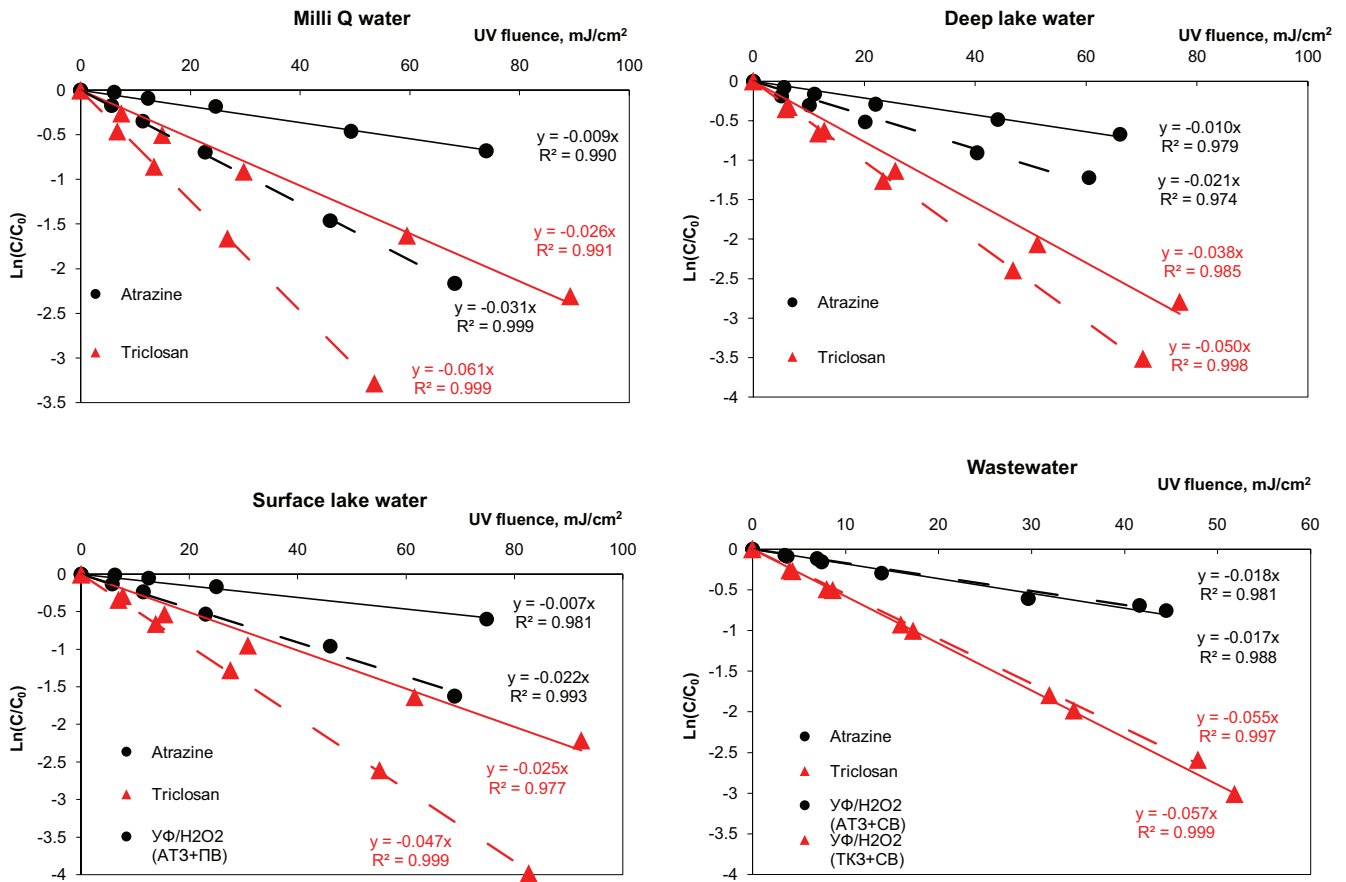 Milli Q water
UV fluence, mJ/cm²
0 20 40 60 80 100
0
-0.5
-1
-1.5
-2
-2.5
-3
-3.5
Ln(C/C₀)
y = -0.009x
R² = 0.990
y = -0.026x
R² = 0.991
y = -0.031x
R² = 0.999
y = -0.061x
R² = 0.999
Atrazine
Triclosan
Deep lake water
UV fluence, mJ/cm²
0 20 40 60 80 100
0
-0.5
-1
-1.5
-2
-2.5
-3
-3.5
-4
Ln(C/C₀)
y = -0.010x
R² = 0.979
y = -0.021x
R² = 0.974
y = -0.038x
R² = 0.985
y = -0.050x
R² = 0.998
Atrazine
Triclosan
Surface lake water
UV fluence, mJ/cm²
0 20 40 60 80 100
0
-0.5
-1
-1.5
-2
-2.5
-3
-3.5
-4
Ln(C/C₀)
y = -0.007x
R² = 0.981
y = -0.022x
R² = 0.993
y = -0.025x
R² = 0.977
y = -0.047x
R² = 0.999
Atrazine
Triclosan
УФ/H2O2
(АТЗ+ПВ)
Wastewater
UV fluence, mJ/cm²
0 10 20 30 40 50 60
0
-0.5
-1
-1.5
-2
-2.5
-3
-3.5
-4
Ln(C/C₀)
y = -0.018x
R² = 0.981
y = -0.017x
R² = 0.988
y = -0.055x
R² = 0.997
y = -0.057x
R² = 0.999
Atrazine
Triclosan
УФ/H2O2
(АТЗ+СВ)
УФ/H2O2
(ТКЗ+СВ)